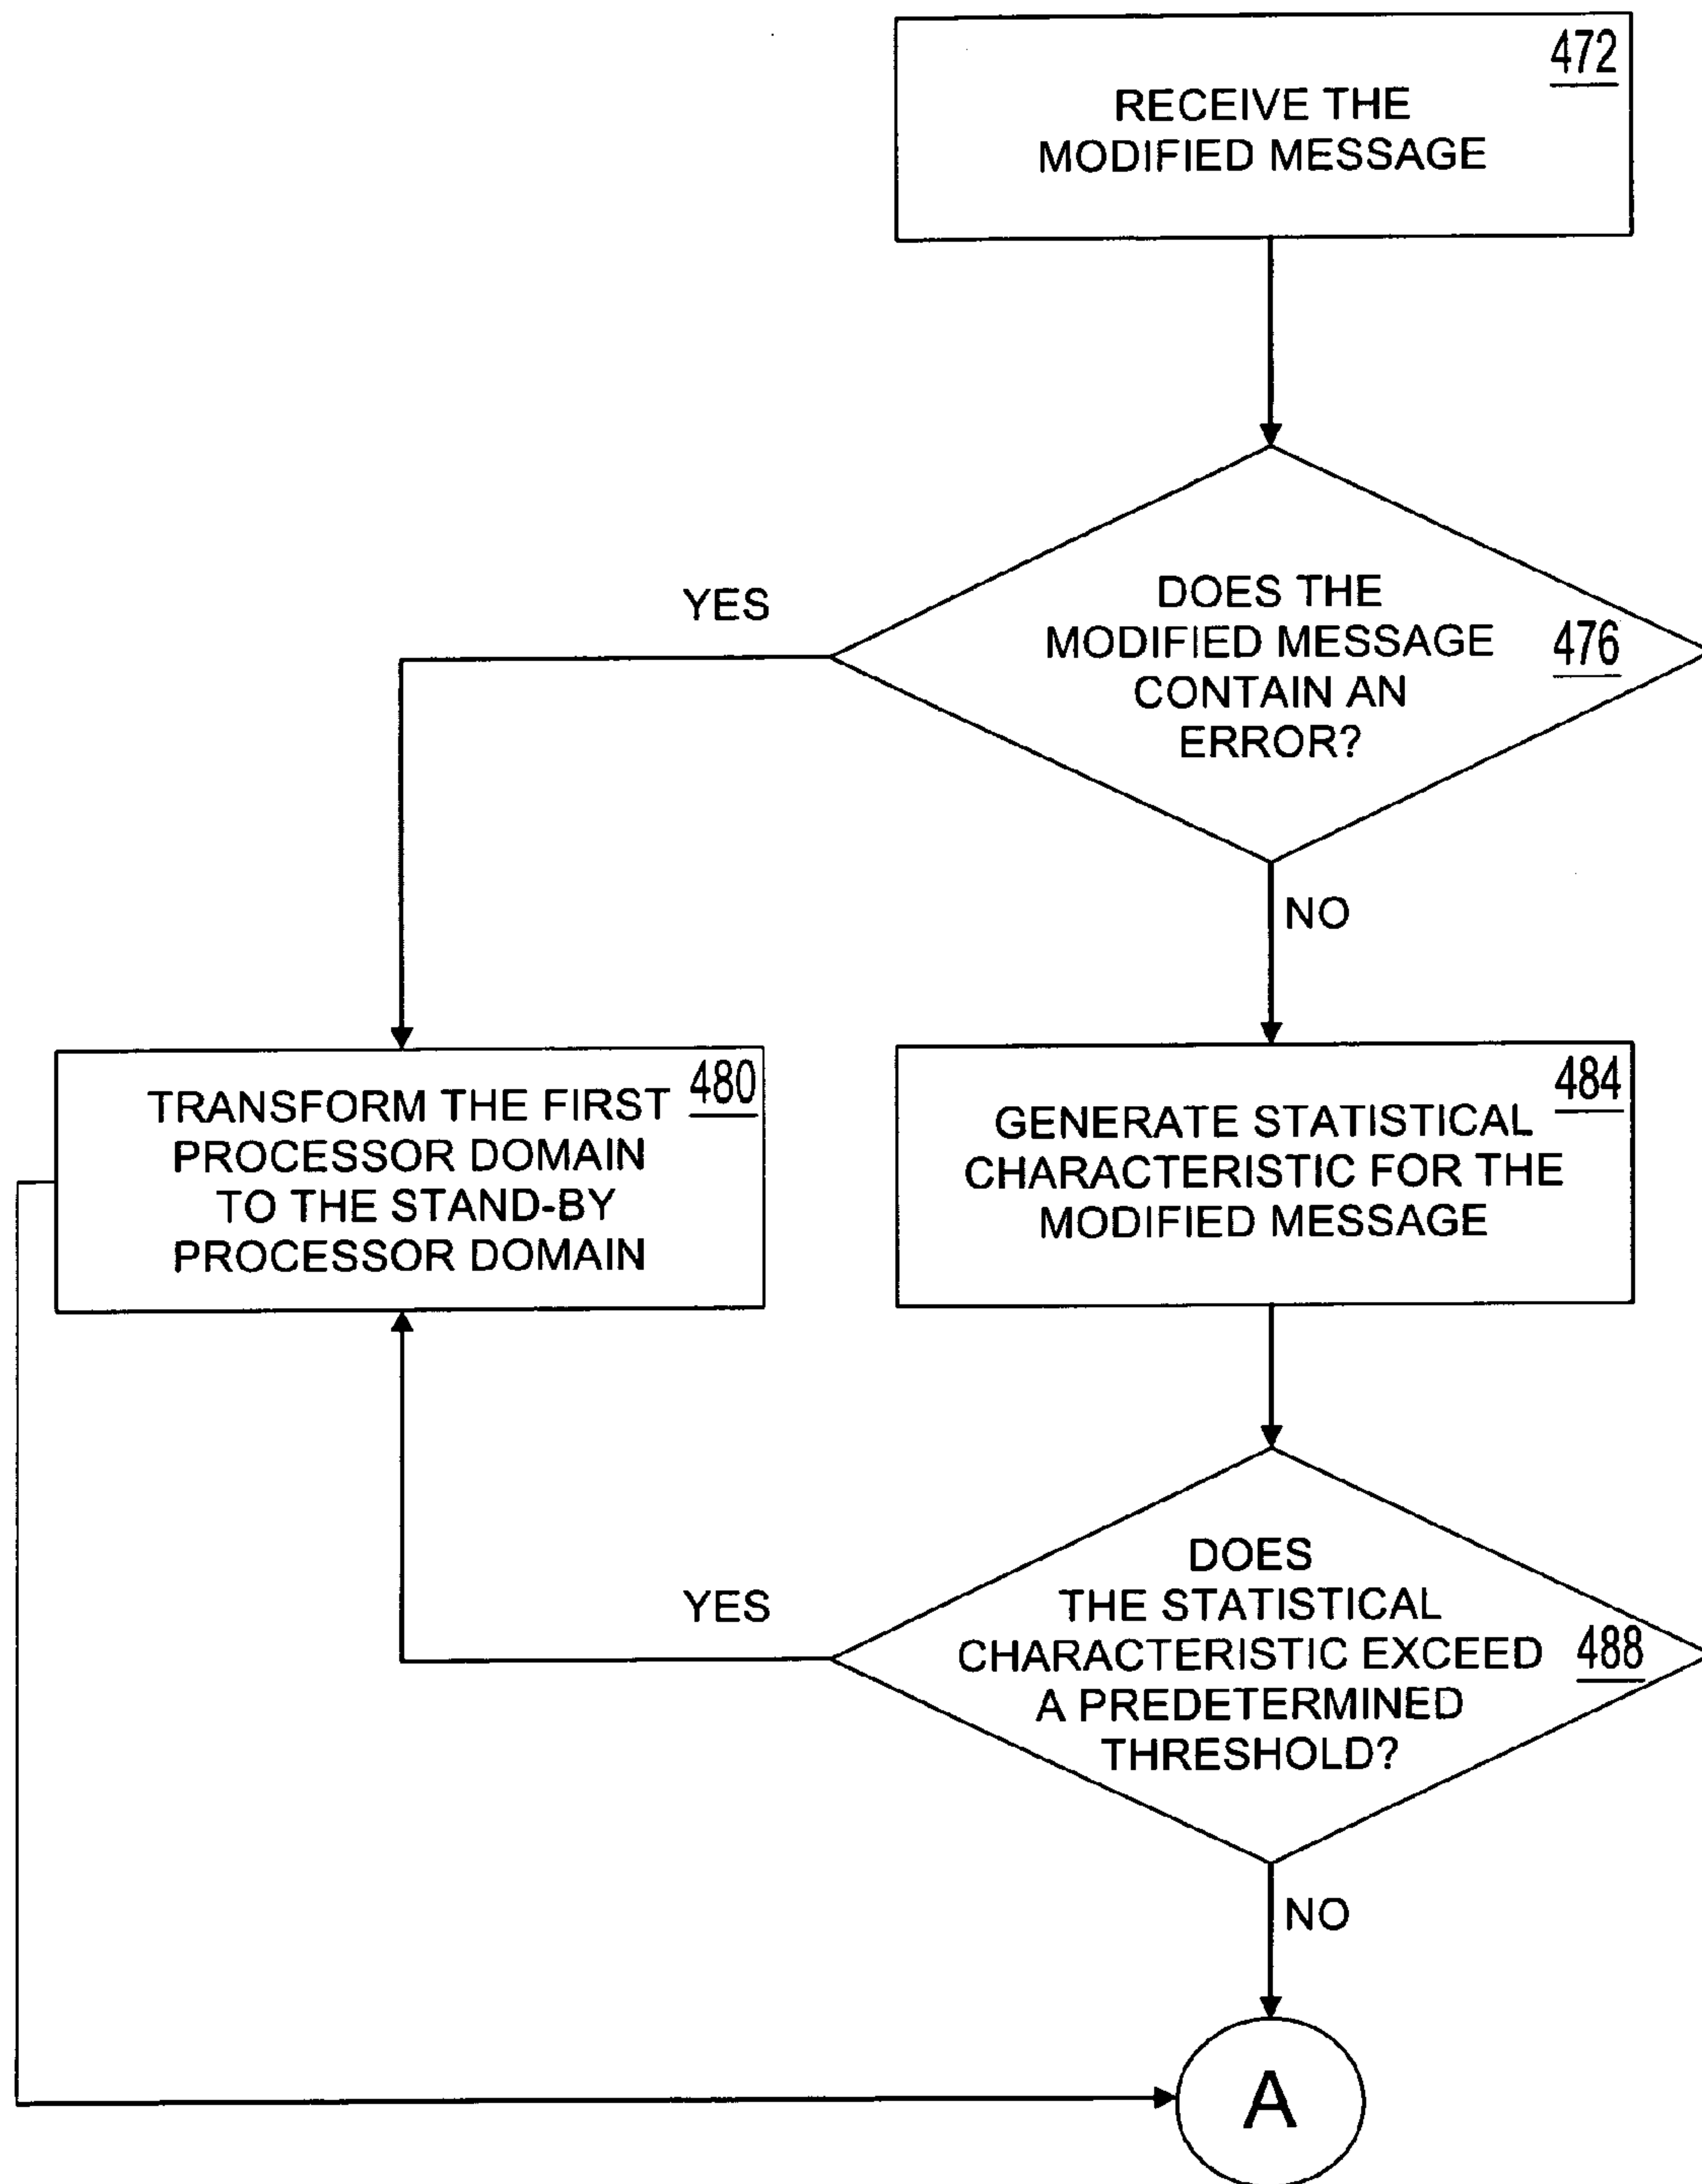 472
RECEIVE THE
MODIFIED MESSAGE
DOES THE
MODIFIED MESSAGE
CONTAIN AN
ERROR?
476
YES
NO
480
TRANSFORM THE FIRST
PROCESSOR DOMAIN
TO THE STAND-BY
PROCESSOR DOMAIN
484
GENERATE STATISTICAL
CHARACTERISTIC FOR THE
MODIFIED MESSAGE
DOES
THE STATISTICAL
CHARACTERISTIC EXCEED
A PREDETERMINED
THRESHOLD?
488
YES
NO
A